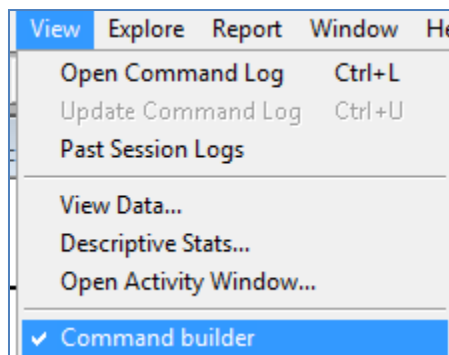 View Explore Report Window He
Open Command Log Ctrl+L
Update Command Log Ctrl+U
Past Session Logs
View Data...
Descriptive Stats...
Open Activity Window...
✓ Command builder